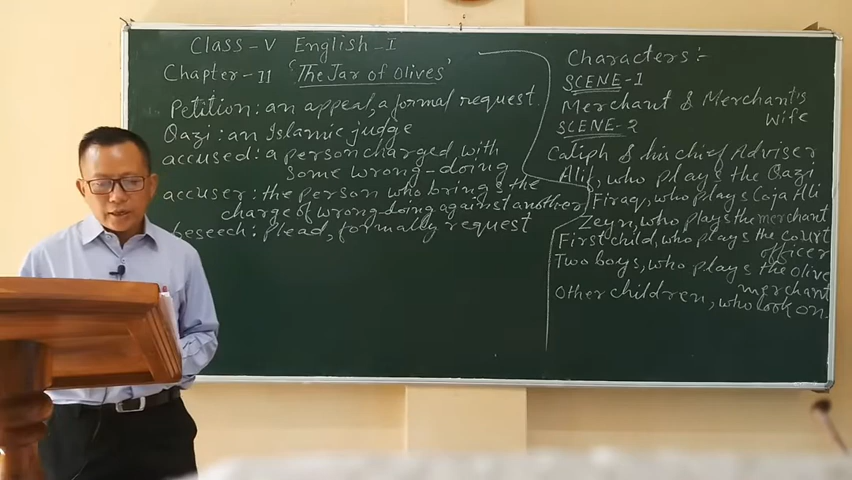 Class-V English-I
Chapter-11 'The Jar of Olives'
Petition: an appeal, a formal request.
Qazi: an Islamic judge
accused: a person charged with
some wrong-doing
accuser: the person who brings the
charge of wrong-doing against another
beseech: plead, formally request
Characters:-
SCENE-1
Merchant & Merchant's
Wife
SCENE-2
Caliph & his chief Adviser
Alif, who plays the Qazi
Firaq, who plays Coja Ali
Zeyn, who plays the merchant
First child, who plays the court
officer
Two boys, who plays the olive
merchant
Other children, who look on.